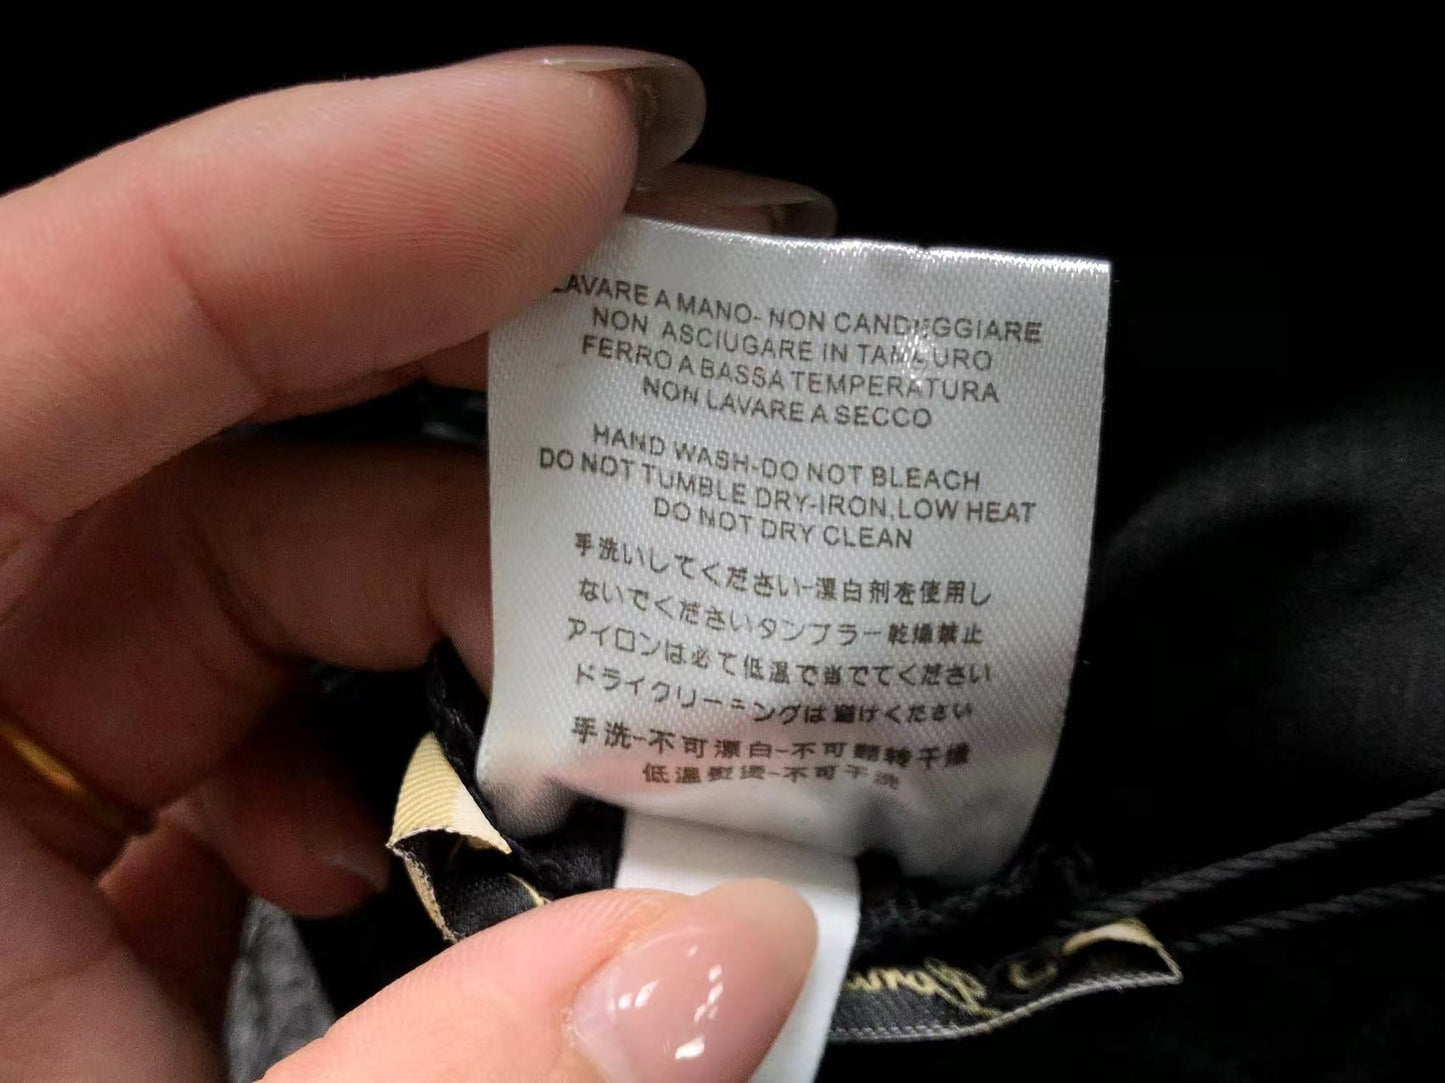 LAVARE A MANO- NON CANDEGGIARE
NON ASCIUGARE IN TAMBURO
FERRO A BASSA TEMPERATURA
NON LAVARE A SECCO
HAND WASH-DO NOT BLEACH
DO NOT TUMBLE DRY-IRON,LOW HEAT
DO NOT DRY CLEAN
手洗いしてください-漂白剤を使用し
ないでくださいタンブラー乾燥禁止
アイロンは必て低温で当でてください
ドライクリーニングは避けください
手洗-不可漂白-不可翻转干燥
低温熨烫-不可干洗